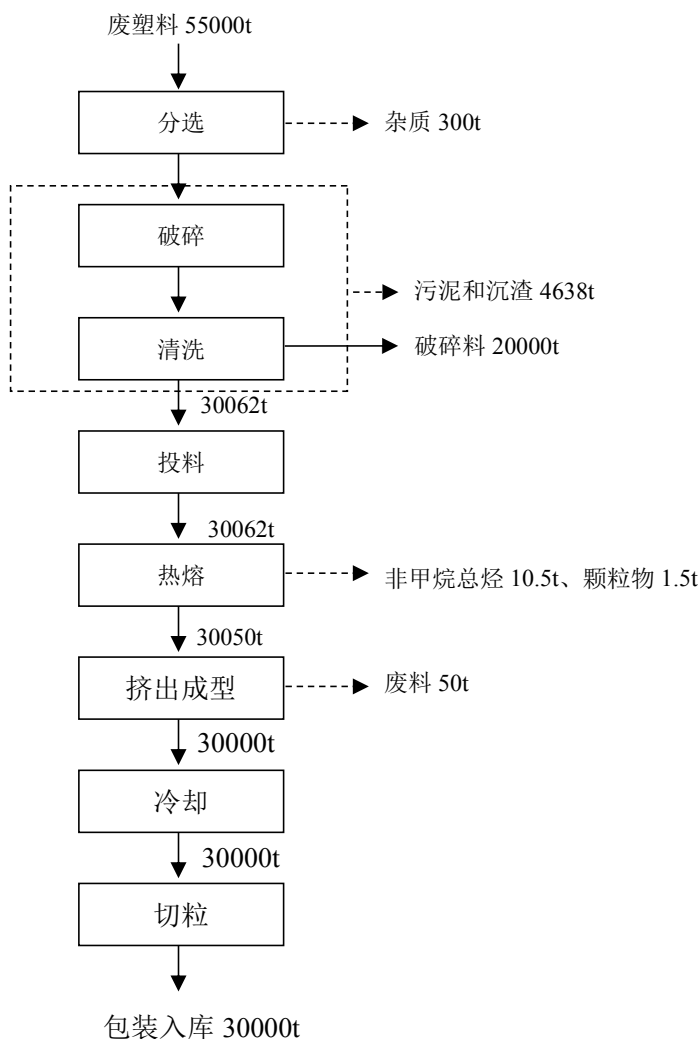 废塑料 55000t
分选
杂质 300t
破碎
污泥和沉渣 4638t
清洗
破碎料 20000t
30062t
投料
30062t
热熔
非甲烷总烃 10.5t、颗粒物 1.5t
30050t
挤出成型
废料 50t
30000t
冷却
30000t
切粒
包装入库 30000t